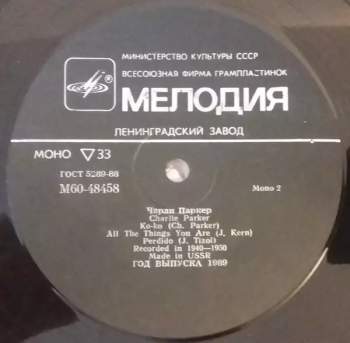 МИНИСТЕРСТВО КУЛЬТУРЫ СССР
ВСЕСОЮЗНАЯ ФИРМА ГРАМПЛАСТИНОК
МЕЛОДИЯ
ЛЕНИНГРАДСКИЙ ЗАВОД
МОНО ▽ 33
ГОСТ 5289-88
М60-48458
Моно 2
Чарли Паркер
Charlie Parker
Ko-ko (Ch. Parker)
All The Things You Are (J. Kern)
Perdido (J. Tizol)
Recorded in 1940—1950
Made in USSR
ГОД ВЫПУСКА 1989